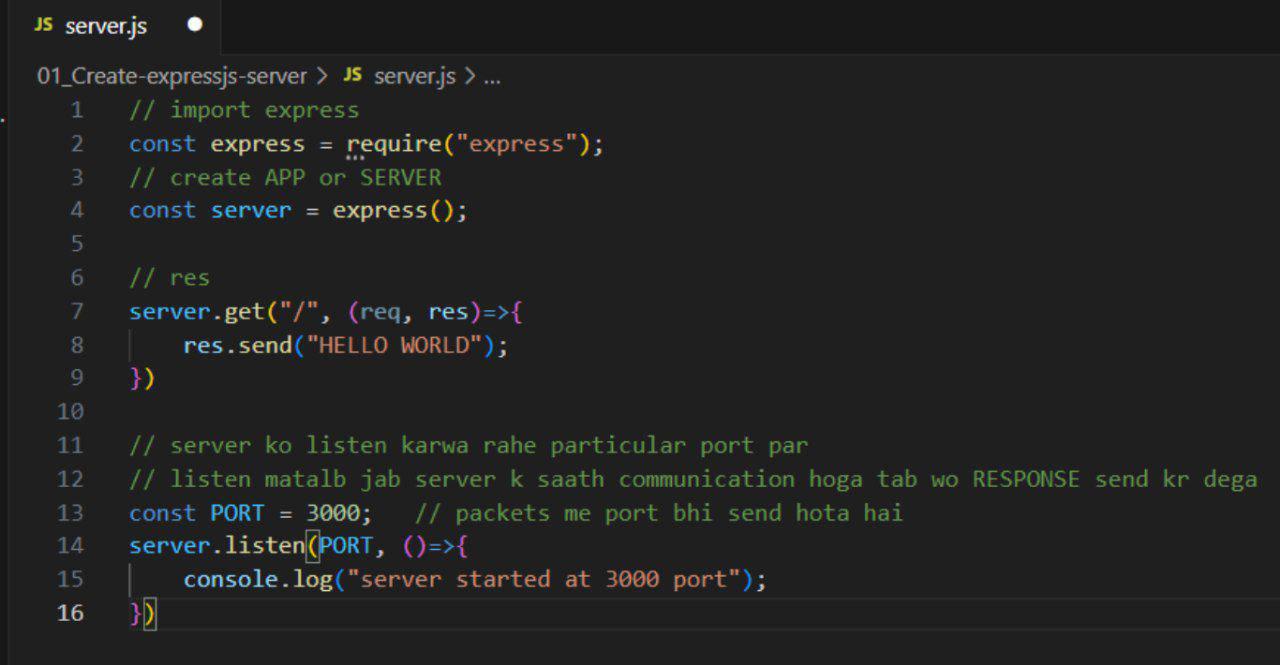 JS server.js
01_Create-expressjs-server > JS server.js > ...
1 // import express
2 const express = require("express");
3 // create APP or SERVER
4 const server = express();
5
6 // res
7 server.get("/", (req, res)=>{
8     res.send("HELLO WORLD");
9 })
10
11 // server ko listen karwa rahe particular port par
12 // listen matalb jab server k saath communication hoga tab wo RESPONSE send kr dega
13 const PORT = 3000;   // packets me port bhi send hota hai
14 server.listen(PORT, ()=>{
15     console.log("server started at 3000 port");
16 })